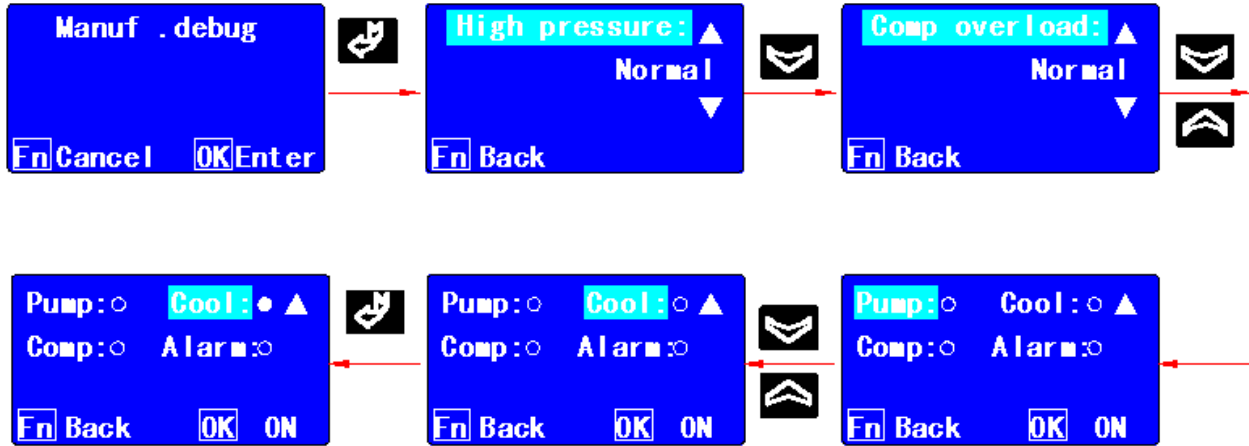 Manuf .debug
Fn Cancel OK Enter
High pressure:
Normal
Fn Back
Comp overload:
Normal
Fn Back
Pump: Cool:
Comp: Alarm:
Fn Back OK ON
Pump: Cool:
Comp: Alarm:
Fn Back OK ON
Pump: Cool:
Comp: Alarm:
Fn Back OK ON